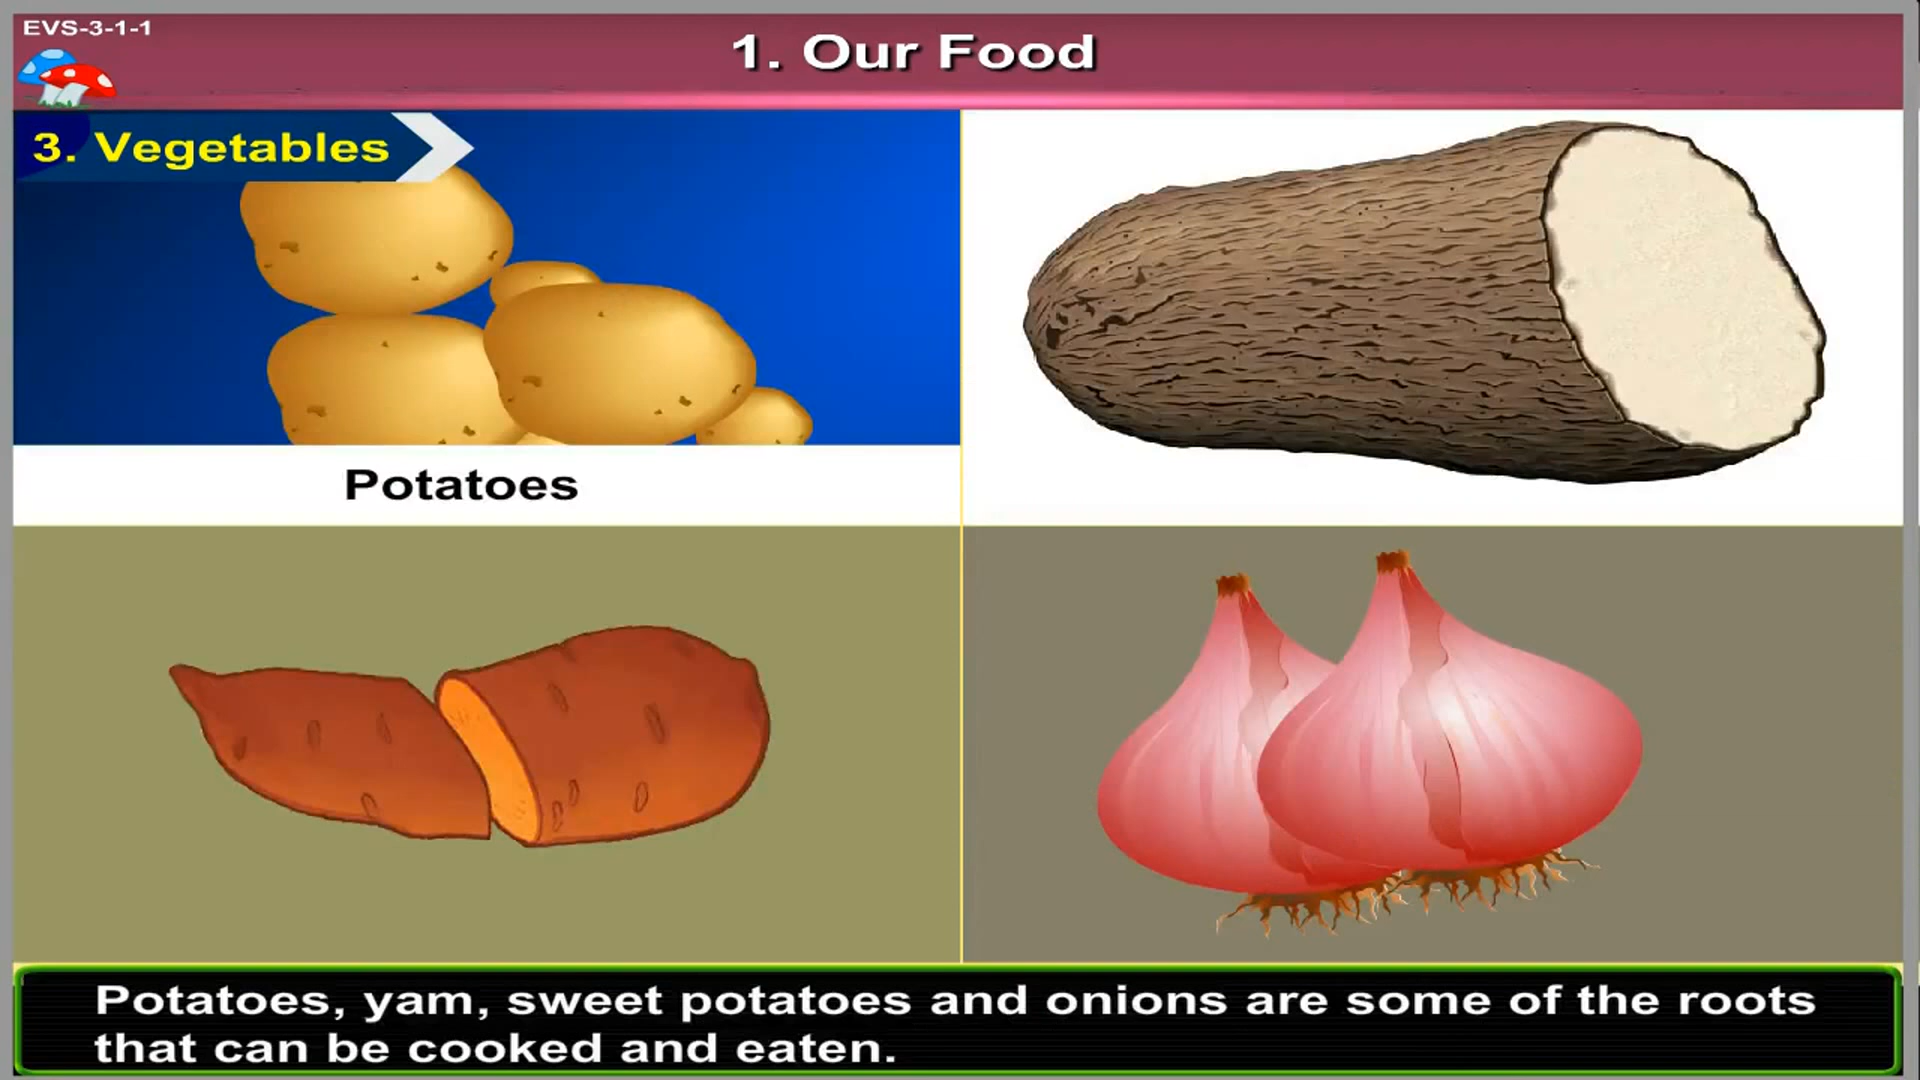 EVS-3-1-1
1. Our Food
3. Vegetables
Potatoes
Potatoes, yam, sweet potatoes and onions are some of the roots
that can be cooked and eaten.